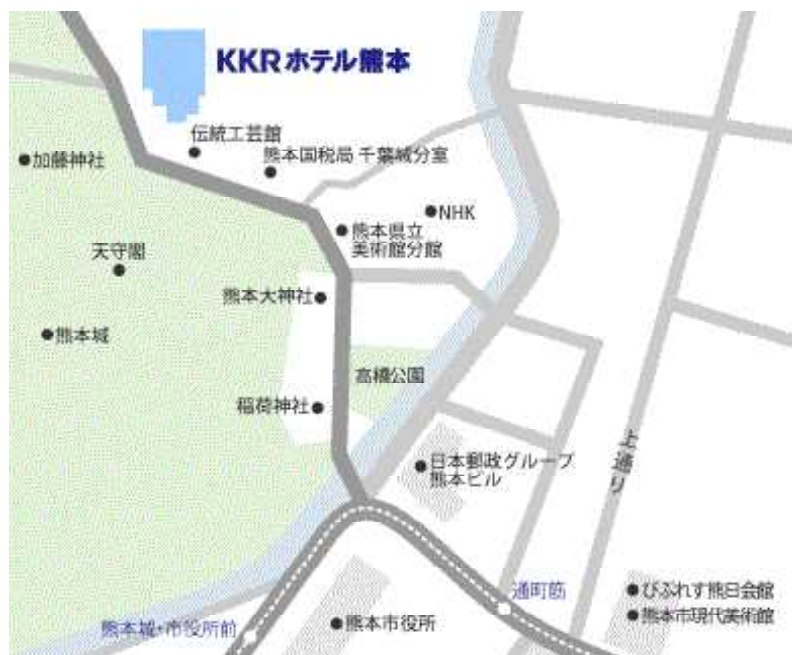 KKRホテル熊本
伝統工芸館
熊本国税局 千葉城分室
加藤神社
NHK
熊本県立
美術館分館
天守閣
熊本大神社
熊本城
高橋公園
稲荷神社
上通り
日本郵政グループ
熊本ビル
通町筋
びぷれす熊日会館
熊本市現代美術館
熊本城・市役所前
熊本市役所